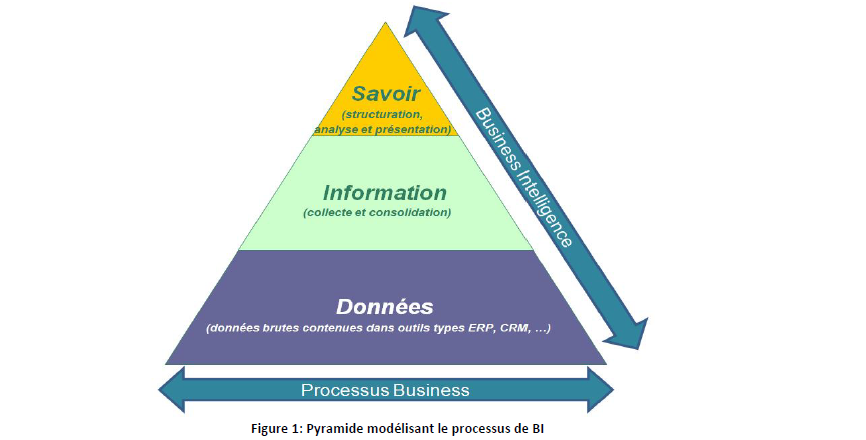 Savoir
(structuration,
analyse et présentation)
Information
(collecte et consolidation)
Données
(données brutes contenues dans outils types ERP, CRM, ...)
Business Intelligence
Processus Business
Figure 1: Pyramide modélisant le processus de BI